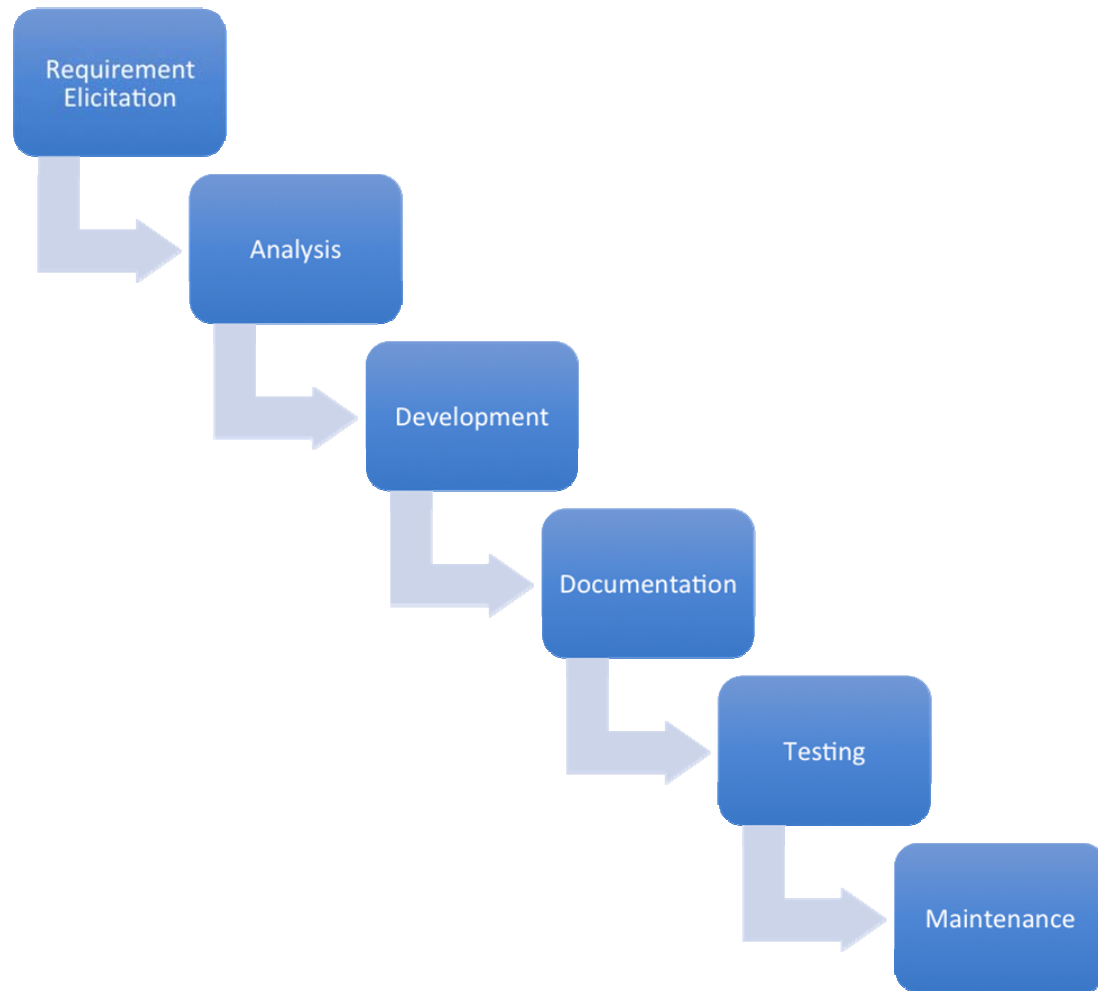 Requirement
Elicitation
Analysis
Development
Documentation
Testing
Maintenance